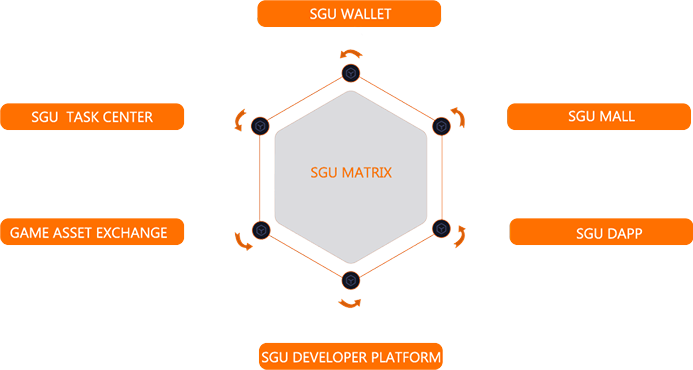 SGU WALLET
SGU TASK CENTER
SGU MALL
SGU MATRIX
GAME ASSET EXCHANGE
SGU DAPP
SGU DEVELOPER PLATFORM